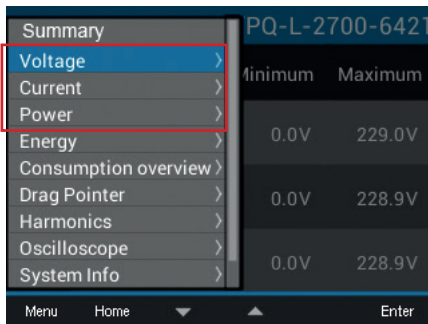 Summary
PQ-L-2700-6421
Voltage
Current
Power
Energy
Consumption overview
Drag Pointer
Harmonics
Oscilloscope
System Info
Minimum Maximum
0.0V 229.0V
0.0V 228.9V
0.0V 228.9V
Menu Home Enter